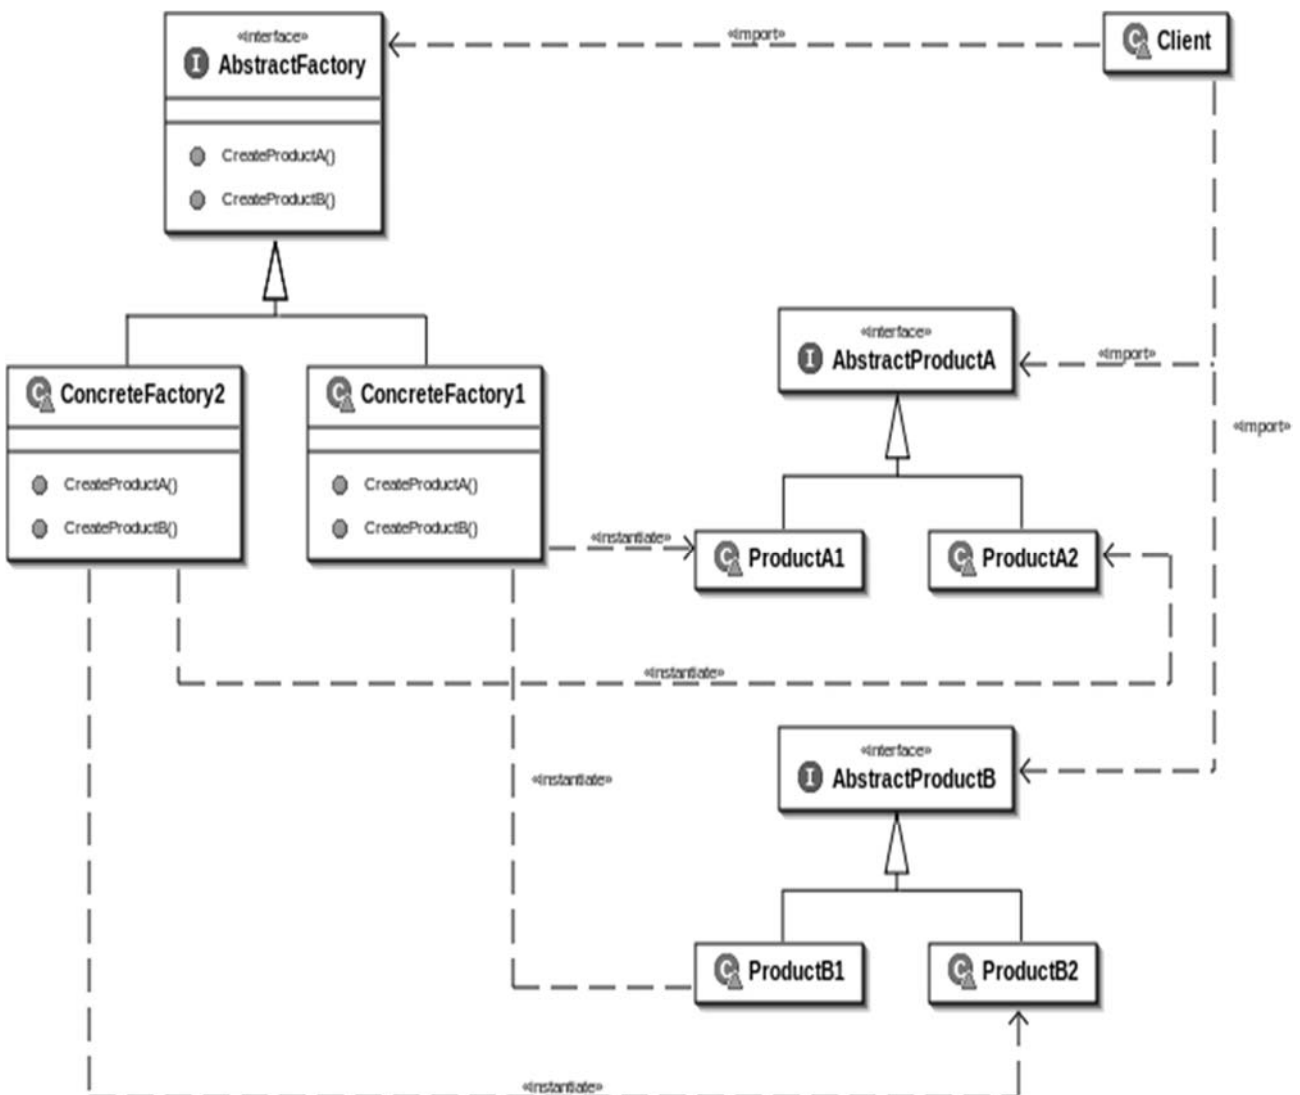 «interface»
I AbstractFactory
CreateProductA()
CreateProductB()
«import»
C Client
C ConcreteFactory2
CreateProductA()
CreateProductB()
C ConcreteFactory1
CreateProductA()
CreateProductB()
«interface»
I AbstractProductA
«import»
«import»
«instantiate»
C ProductA1
C ProductA2
«instantiate»
«interface»
I AbstractProductB
«instantiate»
C ProductB1
C ProductB2
«instantiate»